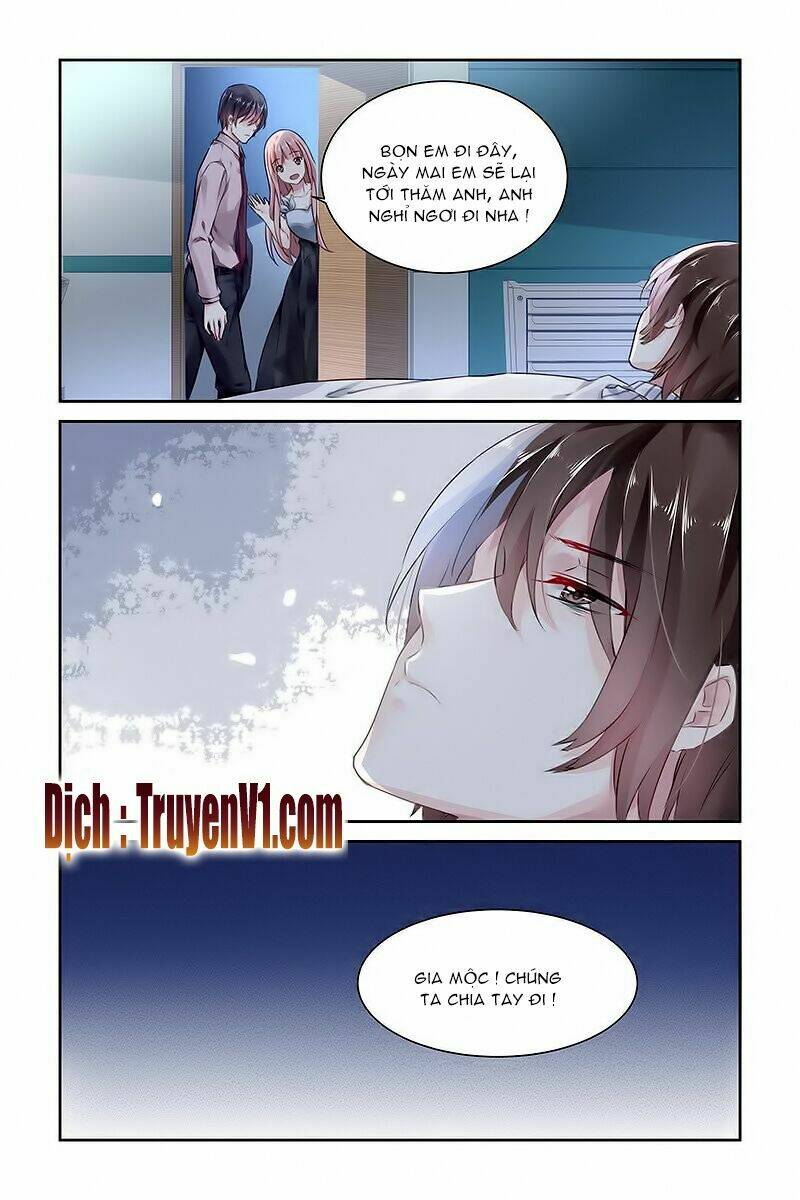 BỌN EM ĐI ĐÂY,
NGÀY MAI EM SẼ LẠI
TỚI THĂM ANH, ANH
NGHỈ NGƠI ĐI NHA !
Dịch : TruyenV1.com
GIA MỘC ! CHÚNG
TA CHIA TAY ĐI !